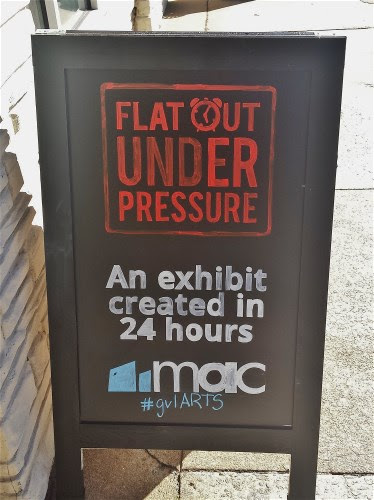 FLAT OUT
UNDER
PRESSURE
An exhibit
created in
24 hours
mac
#gvlARTS